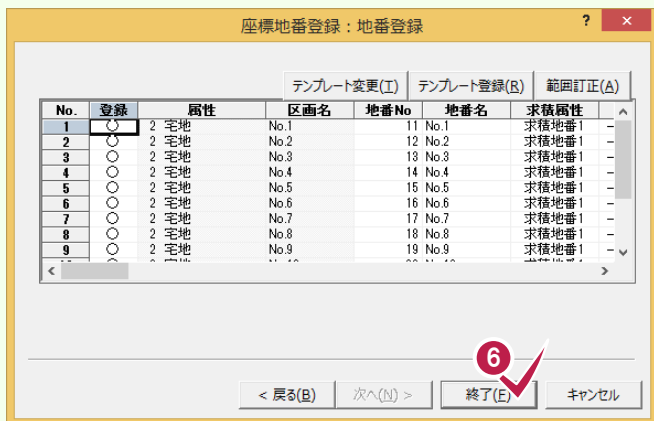 座標地番登録：地番登録 ? ×
テンプレート変更(T) テンプレート登録(R) 範囲訂正(A)
No. 登録 属性 区画名 地番No 地番名 求積属性
1 ○ 2 宅地 No.1 11 No.1 求積地番1 −
2 ○ 2 宅地 No.2 12 No.2 求積地番1 −
3 ○ 2 宅地 No.3 13 No.3 求積地番1 −
4 ○ 2 宅地 No.4 14 No.4 求積地番1 −
5 ○ 2 宅地 No.5 15 No.5 求積地番1 −
6 ○ 2 宅地 No.6 16 No.6 求積地番1 −
7 ○ 2 宅地 No.7 17 No.7 求積地番1 −
8 ○ 2 宅地 No.8 18 No.8 求積地番1 −
9 ○ 2 宅地 No.9 19 No.9 求積地番1 −
6
< 戻る(B) 次へ(N) > 終了(F) キャンセル